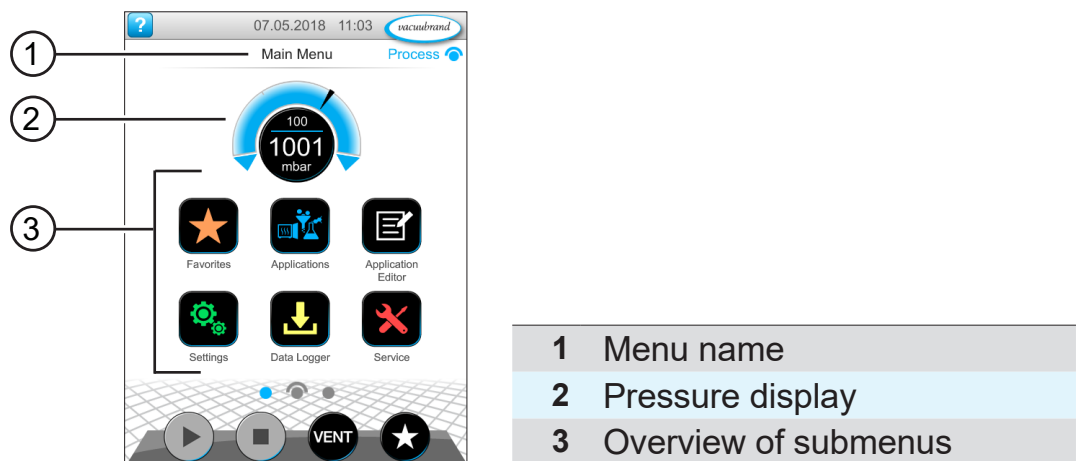 ? 07.05.2018 11:03 vacuubrand
1 Main Menu Process
2
100
1001
mbar
3
Favorites Applications Application
Editor
Settings Data Logger Service
VENT
1 Menu name
2 Pressure display
3 Overview of submenus